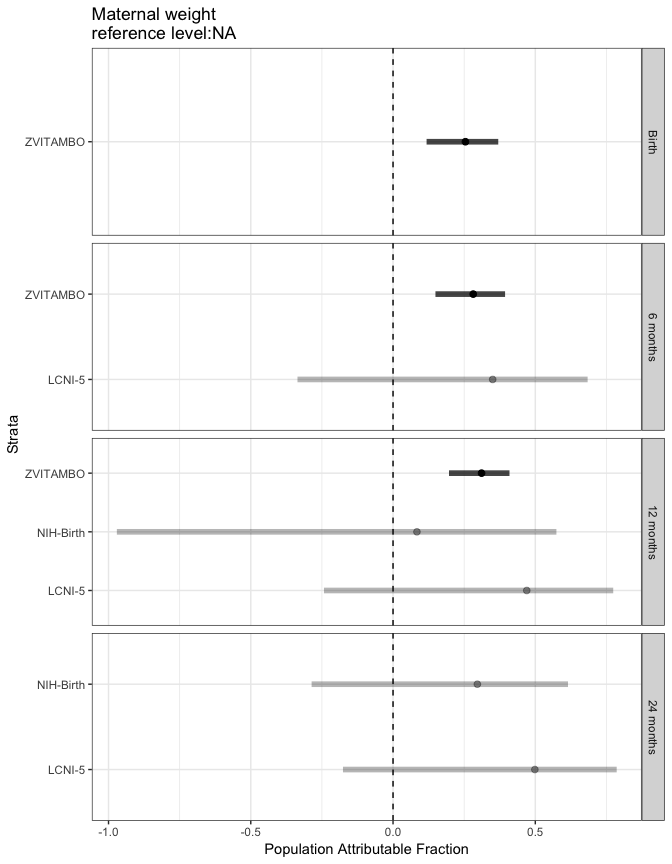 Maternal weight
reference level:NA
Strata
ZVITAMBO
Birth
ZVITAMBO
LCNI-5
6 months
ZVITAMBO
NIH-Birth
LCNI-5
12 months
NIH-Birth
LCNI-5
24 months
-1.0 -0.5 0.0 0.5
Population Attributable Fraction